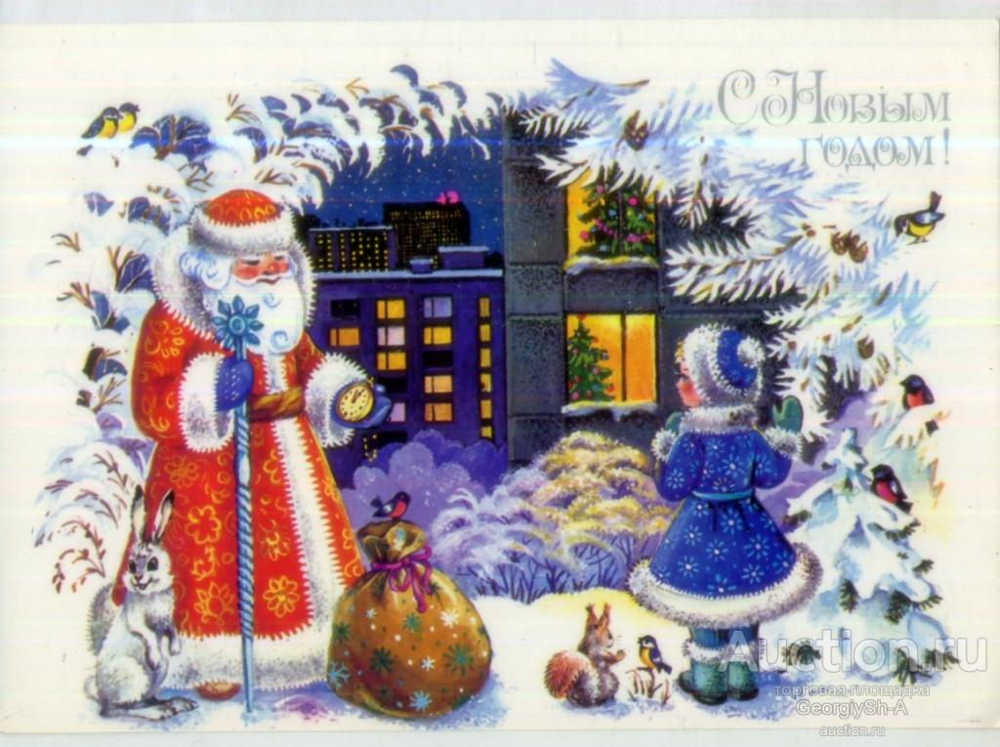 С Новым
годом!
Auction.ru
торговая площадка
GeorgiySh-A
auction.ru